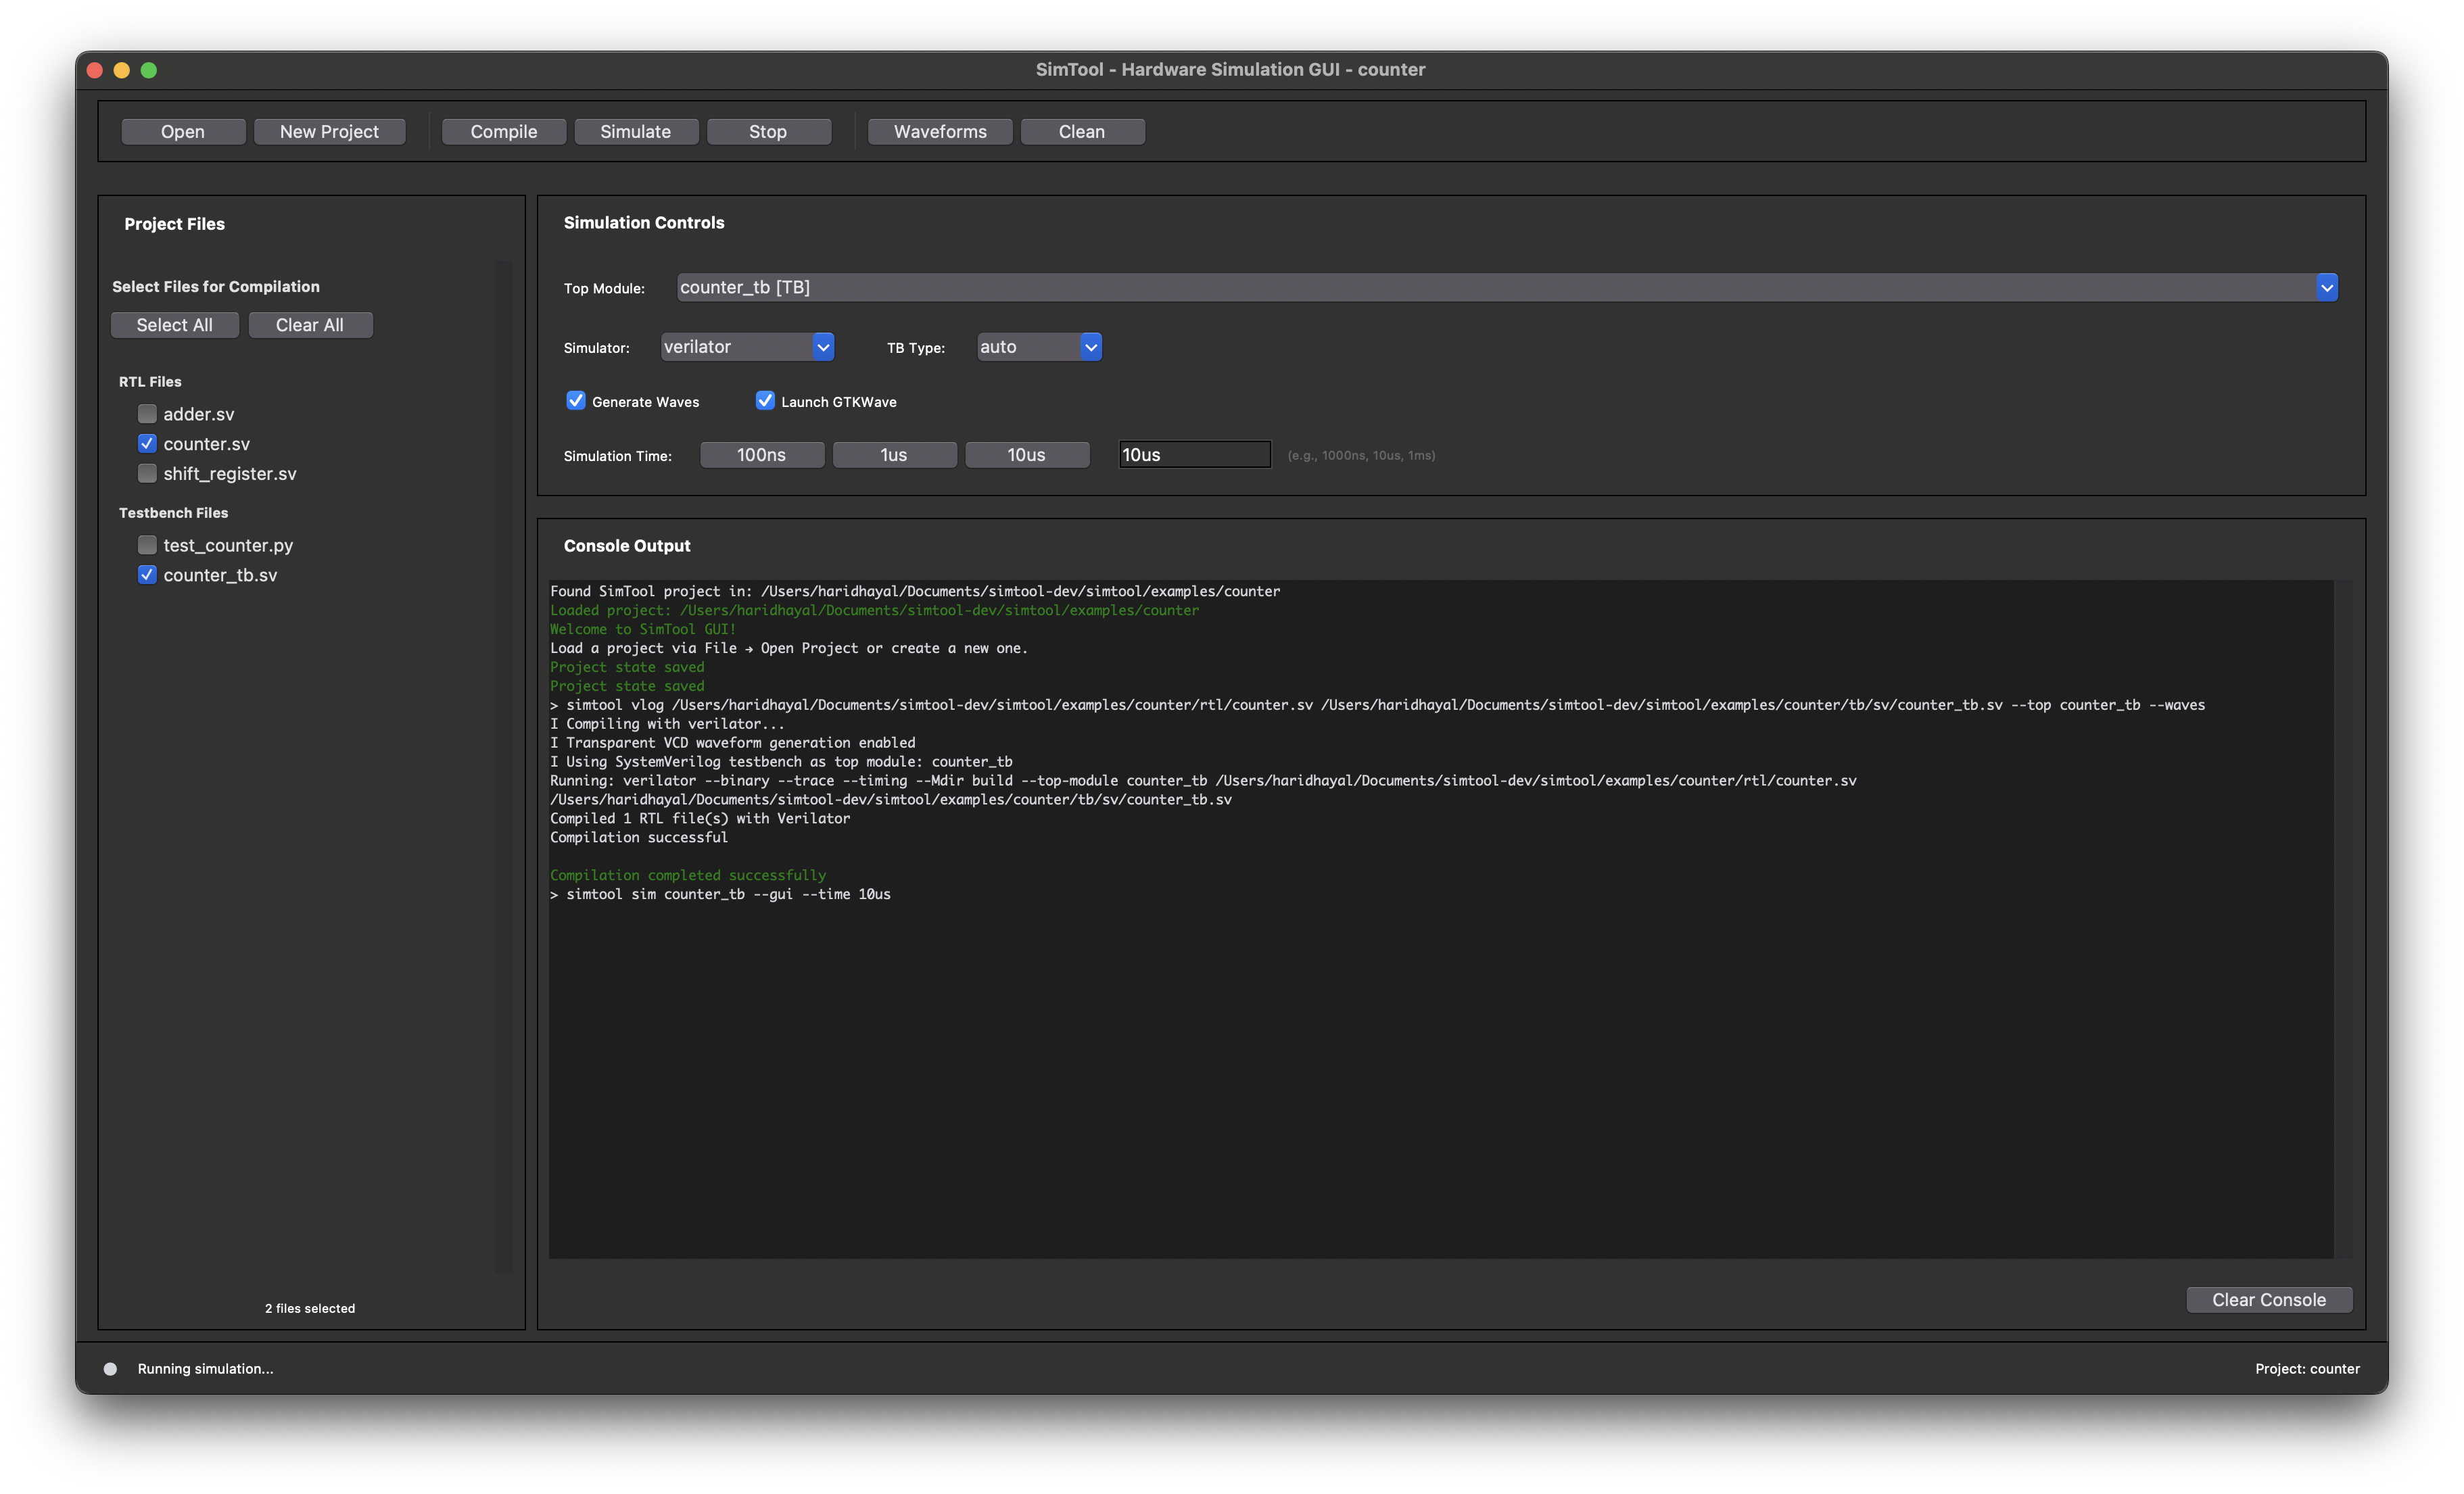 SimTool - Hardware Simulation GUI - counter
Open New Project Compile Simulate Stop Waveforms Clean
Project Files
Select Files for Compilation
Select All Clear All
RTL Files
adder.sv
counter.sv
shift_register.sv
Testbench Files
test_counter.py
counter_tb.sv
2 files selected
Simulation Controls
Top Module: counter_tb [TB]
Simulator: verilator TB Type: auto
Generate Waves Launch GTKWave
Simulation Time: 100ns 1us 10us 10us (e.g., 1000ns, 10us, 1ms)
Console Output
Found SimTool project in: /Users/haridhayal/Documents/simtool-dev/simtool/examples/counter
Loaded project: /Users/haridhayal/Documents/simtool-dev/simtool/examples/counter
Welcome to SimTool GUI!
Load a project via File → Open Project or create a new one.
Project state saved
Project state saved
> simtool vlog /Users/haridhayal/Documents/simtool-dev/simtool/examples/counter/rtl/counter.sv /Users/haridhayal/Documents/simtool-dev/simtool/examples/counter/tb/sv/counter_tb.sv --top counter_tb --waves
I Compiling with verilator...
I Transparent VCD waveform generation enabled
I Using SystemVerilog testbench as top module: counter_tb
Running: verilator --binary --trace --timing --Mdir build --top-module counter_tb /Users/haridhayal/Documents/simtool-dev/simtool/examples/counter/rtl/counter.sv
/Users/haridhayal/Documents/simtool-dev/simtool/examples/counter/tb/sv/counter_tb.sv
Compiled 1 RTL file(s) with Verilator
Compilation successful
Compilation completed successfully
> simtool sim counter_tb --gui --time 10us
Clear Console
Running simulation...
Project: counter